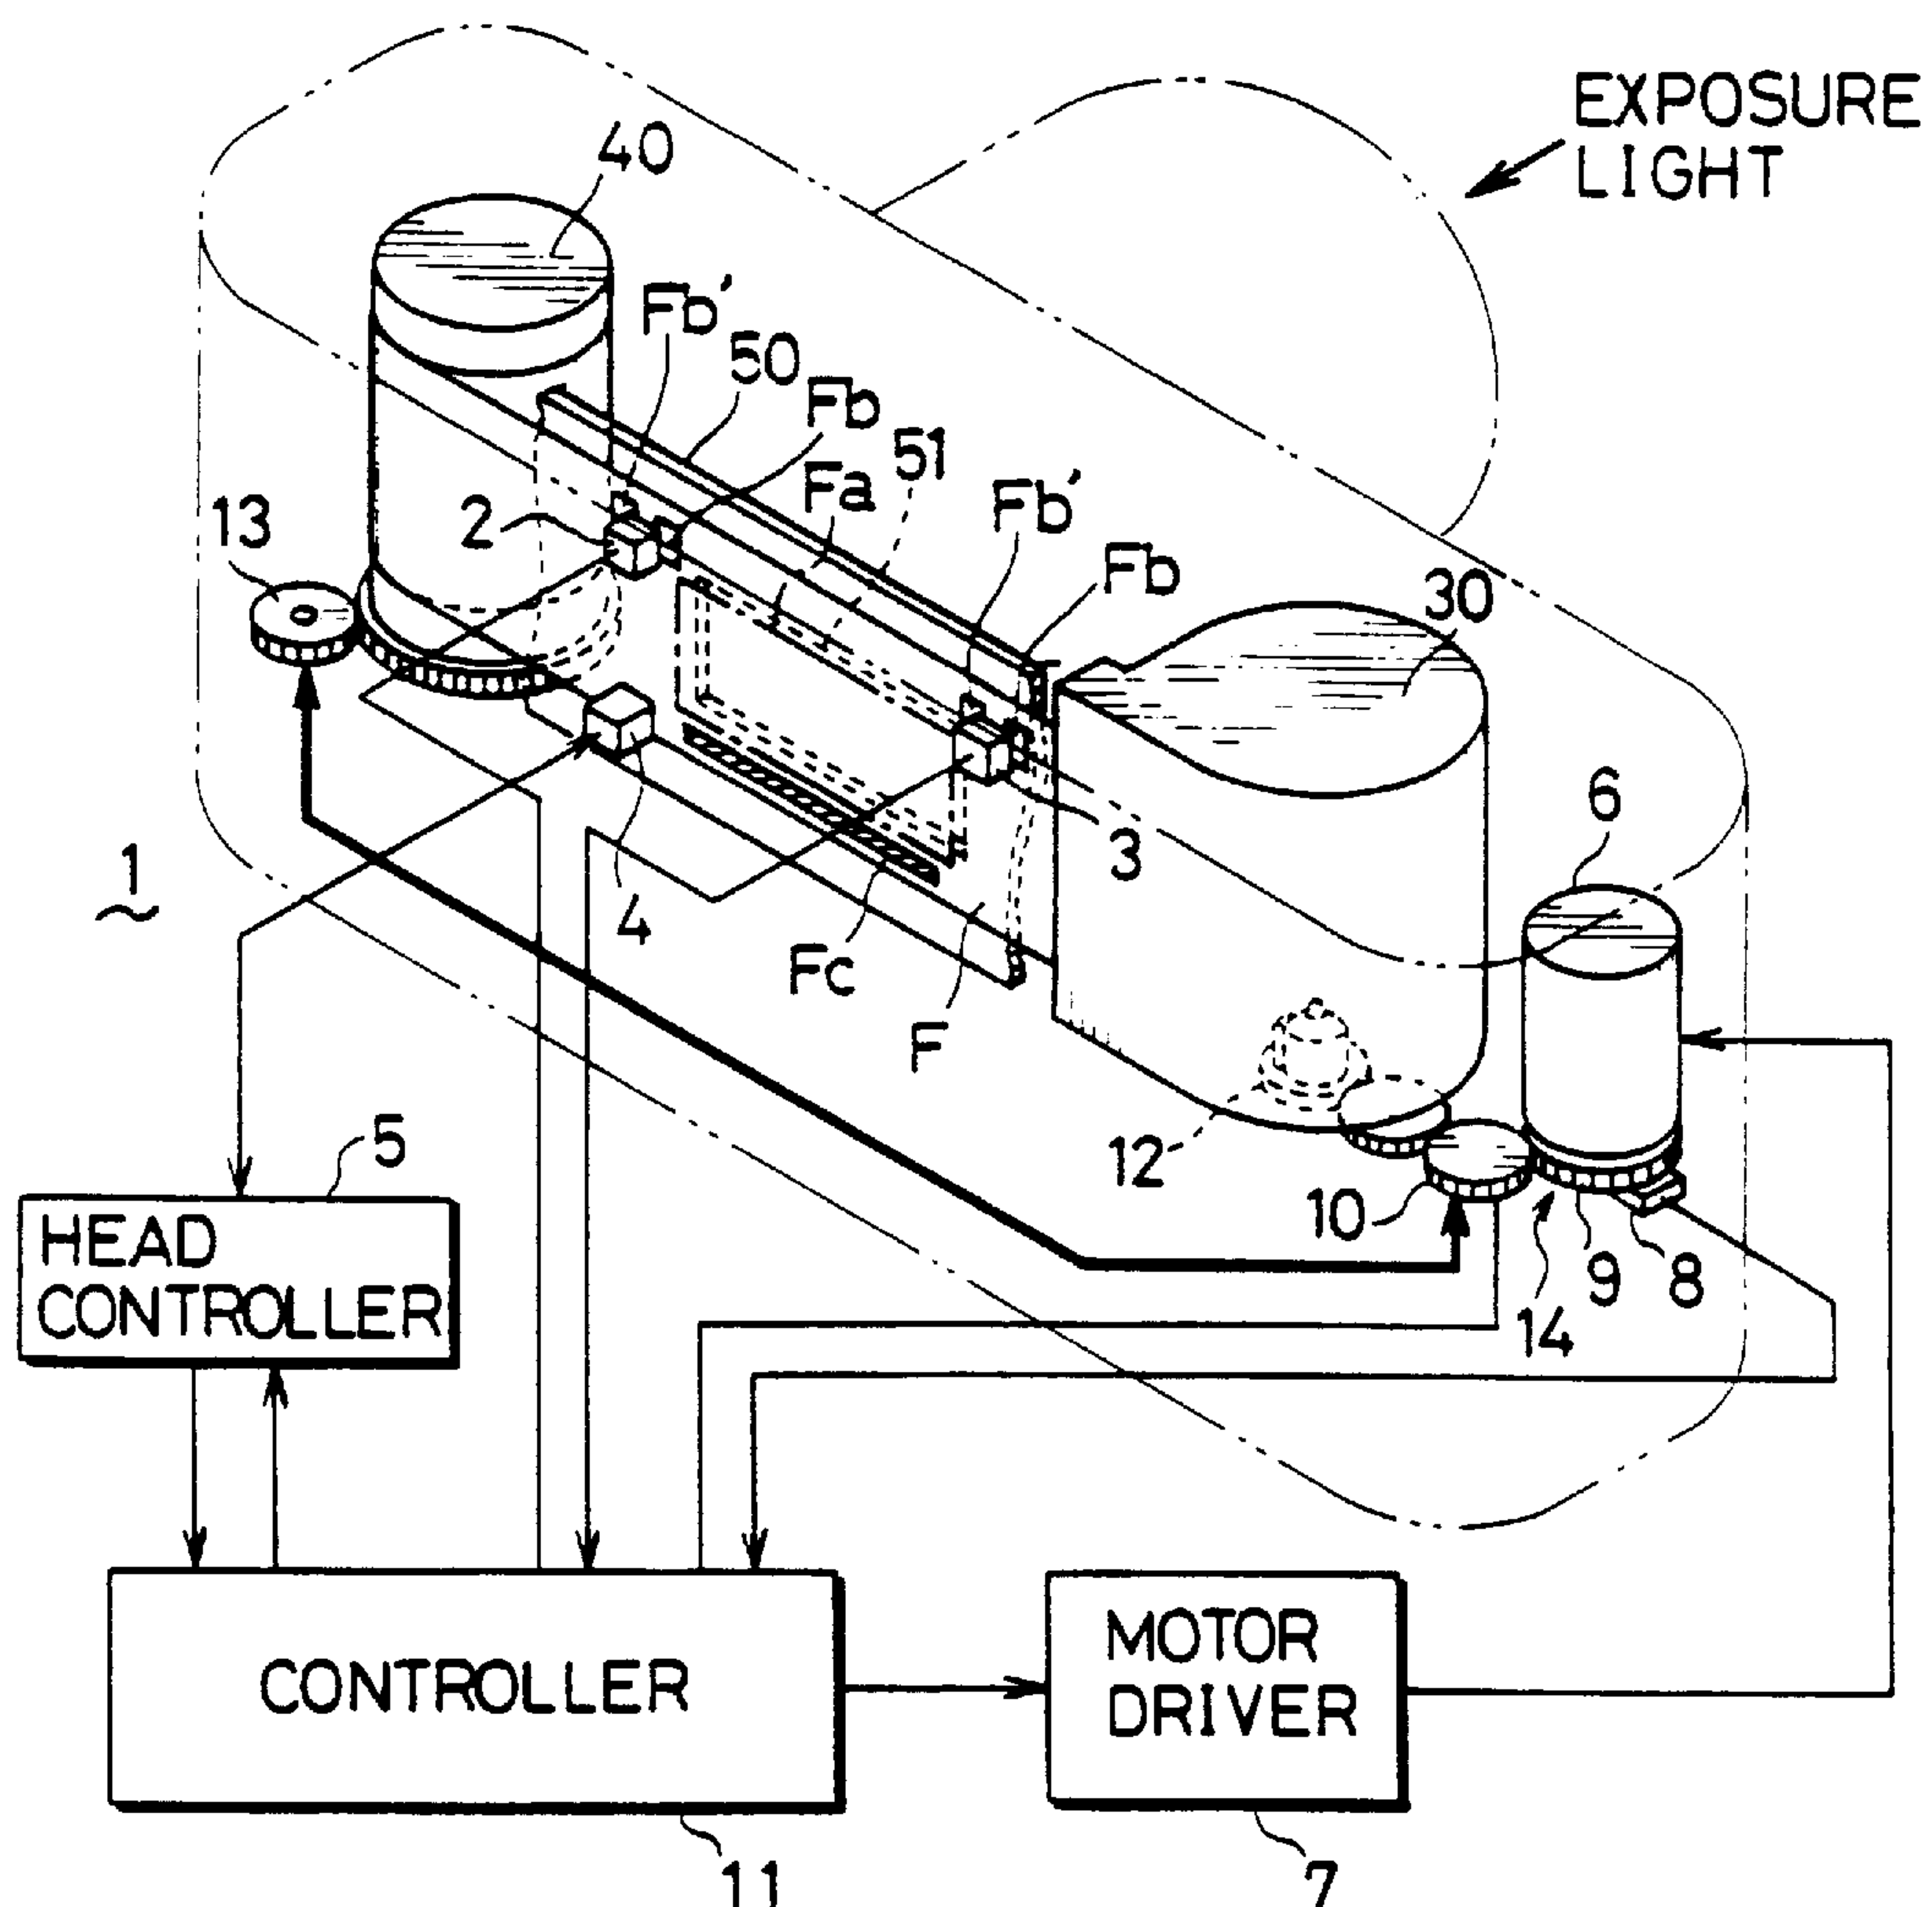 EXPOSURE
LIGHT
40
Fb′
50
Fb
51
Fa
Fb′
2
13
Fb
30
6
3
1
4
Fc
F
5
12
10
9
8
14
HEAD
CONTROLLER
CONTROLLER
MOTOR
DRIVER
11
7